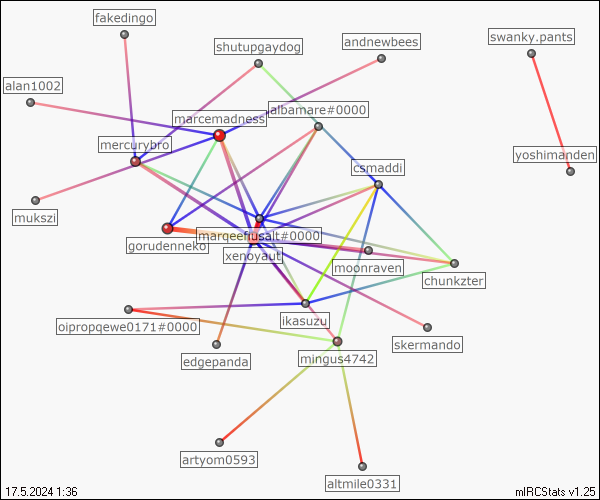 fakedingo
shutupgaydog
andnewbees
swanky.pants
alan1002
marcemadness
albamare#0000
mercurybro
yoshimanden
csmaddi
mukszi
gorudenneko
marqeeflusalt#0000
xenoyaut
moonraven
chunkzter
ikasuzu
oipropqewe0171#0000
skermando
edgepanda
mingus4742
artyom0593
altmile0331
17.5.2024 1:36
mIRCStats v1.25